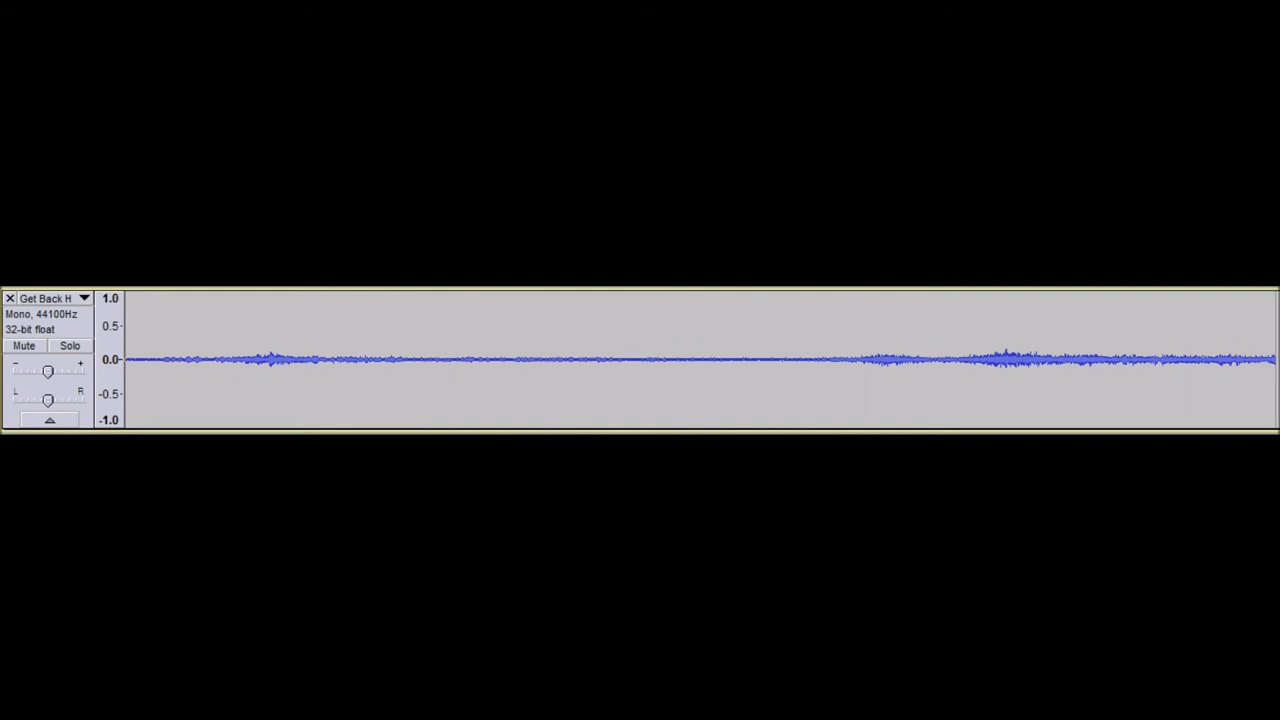 Get Back H
Mono, 44100Hz
32-bit float
Mute Solo
- +
L R
1.0
0.5-
0.0-
-0.5-
-1.0